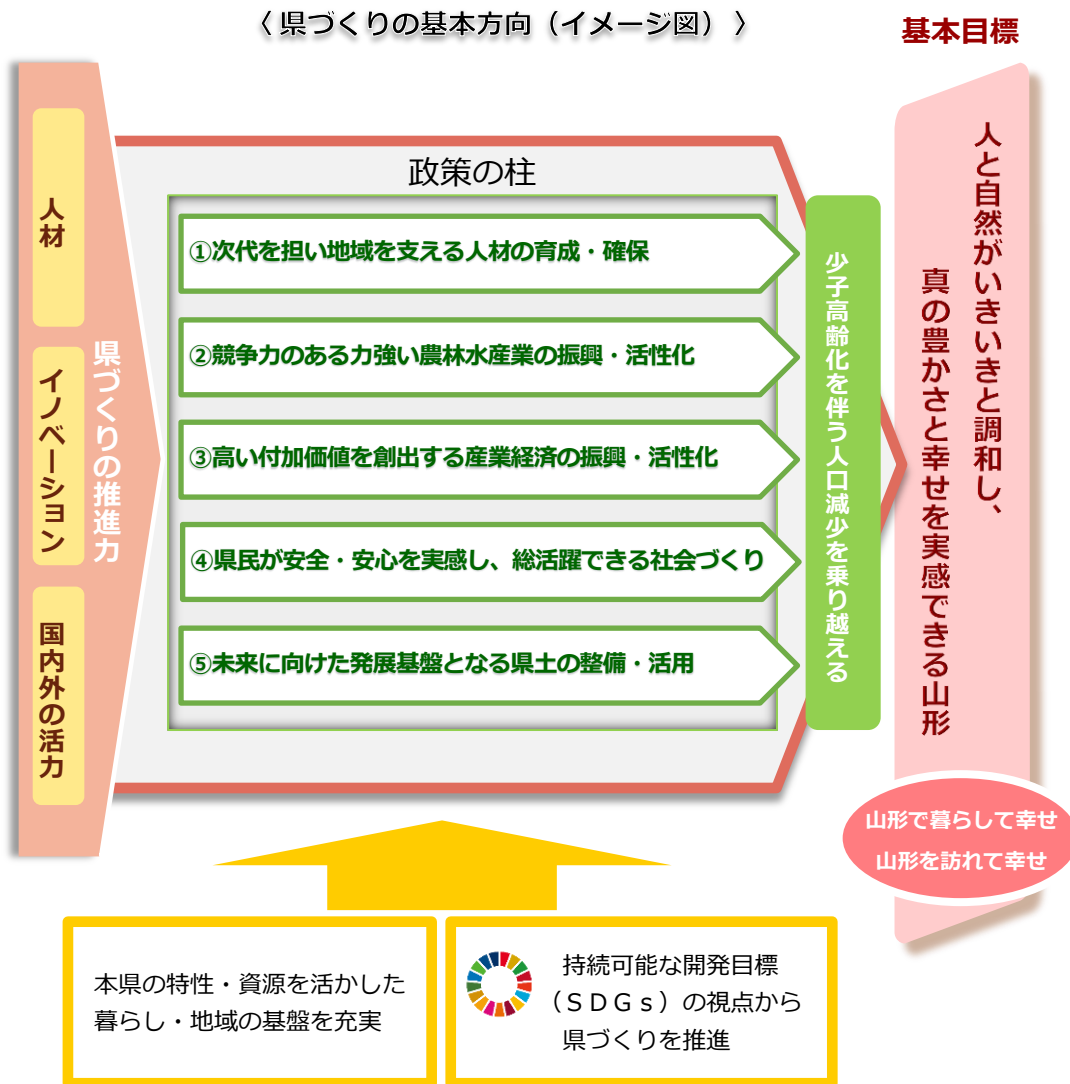 〈 県づくりの基本方向（イメージ図） 〉
基本目標
人材
イノベーション
国内外の活力
県づくりの推進力
政策の柱
①次代を担い地域を支える人材の育成・確保
②競争力のある力強い農林水産業の振興・活性化
③高い付加価値を創出する産業経済の振興・活性化
④県民が安全・安心を実感し、総活躍できる社会づくり
⑤未来に向けた発展基盤となる県土の整備・活用
少子高齢化を伴う人口減少を乗り越える
人と自然がいきいきと調和し、
真の豊かさと幸せを実感できる山形
山形で暮らして幸せ
山形を訪れて幸せ
本県の特性・資源を活かした
暮らし・地域の基盤を充実
持続可能な開発目標
（ＳＤＧｓ）の視点から
県づくりを推進